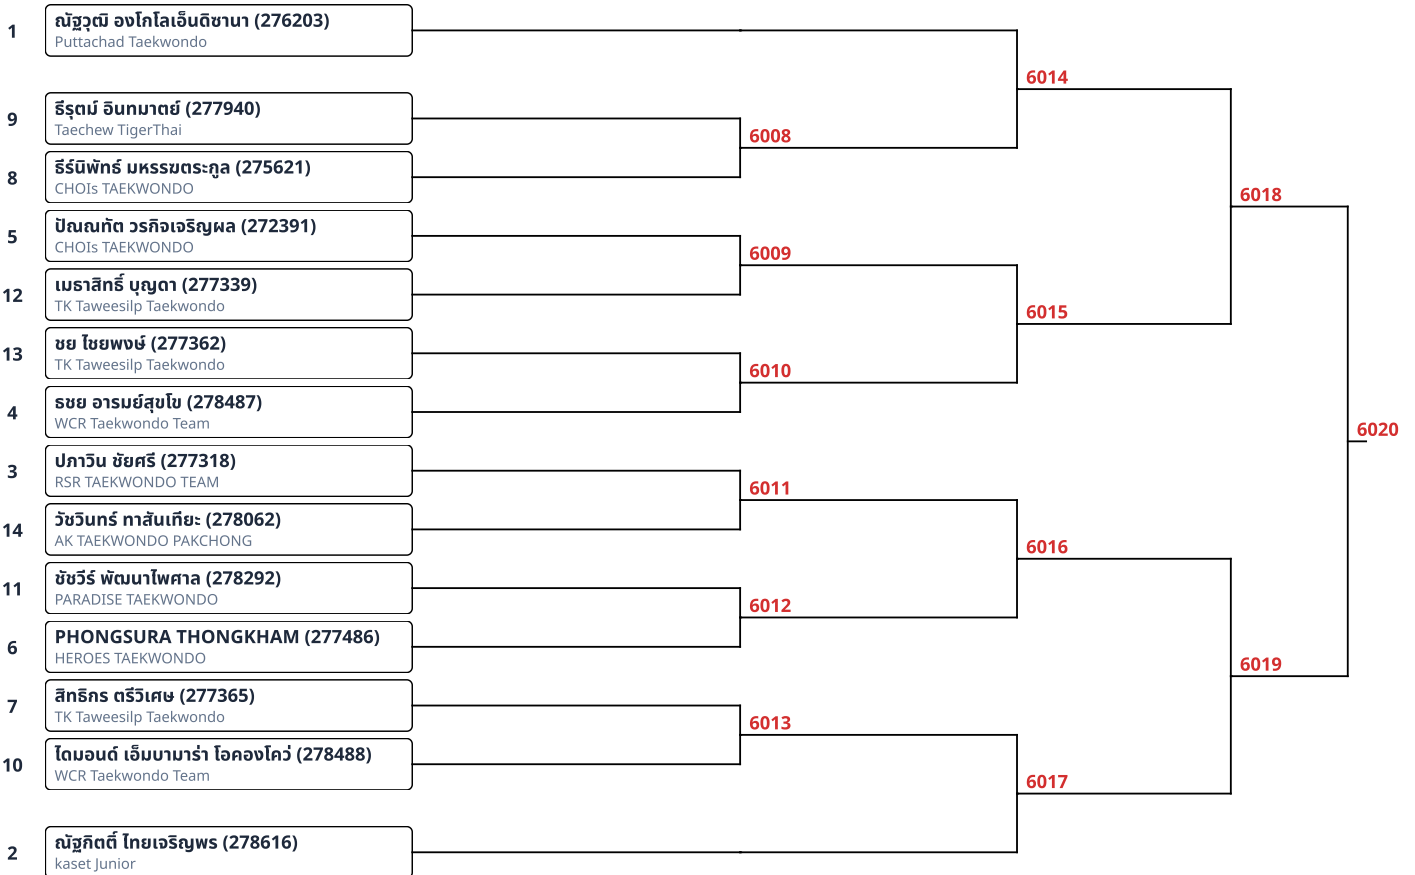 1
ณัฐวุฒิ องโกโลเอ็นดิซานา (276203)
Puttachad Taekwondo
6014
9
ธีรุตม์ อินทมาตย์ (277940)
Taechew TigerThai
6008
8
ธีร์นิพัทธ์ มหรรฆตระกูล (275621)
CHOIs TAEKWONDO
6018
5
ปัณณทัต วรกิจเจริญผล (272391)
CHOIs TAEKWONDO
6009
12
เมธาสิทธิ์ บุญดา (277339)
TK Taweesilp Taekwondo
6015
13
ชย ไชยพงษ์ (277362)
TK Taweesilp Taekwondo
6010
4
ธชย อารมย์สุขโข (278487)
WCR Taekwondo Team
6020
3
ปภาวิน ชัยศรี (277318)
RSR TAEKWONDO TEAM
6011
14
วัชวินทร์ ทาสันเทียะ (278062)
AK TAEKWONDO PAKCHONG
6016
11
ชัชวีร์ พัฒนาไพศาล (278292)
PARADISE TAEKWONDO
6012
6
PHONGSURA THONGKHAM (277486)
HEROES TAEKWONDO
6019
7
สิทธิกร ตรีวิเศษ (277365)
TK Taweesilp Taekwondo
6013
10
ไดมอนด์ เอ็มบามาร่า โอคองโคว่ (278488)
WCR Taekwondo Team
6017
2
ณัฐกิตติ์ ไทยเจริญพร (278616)
kaset Junior